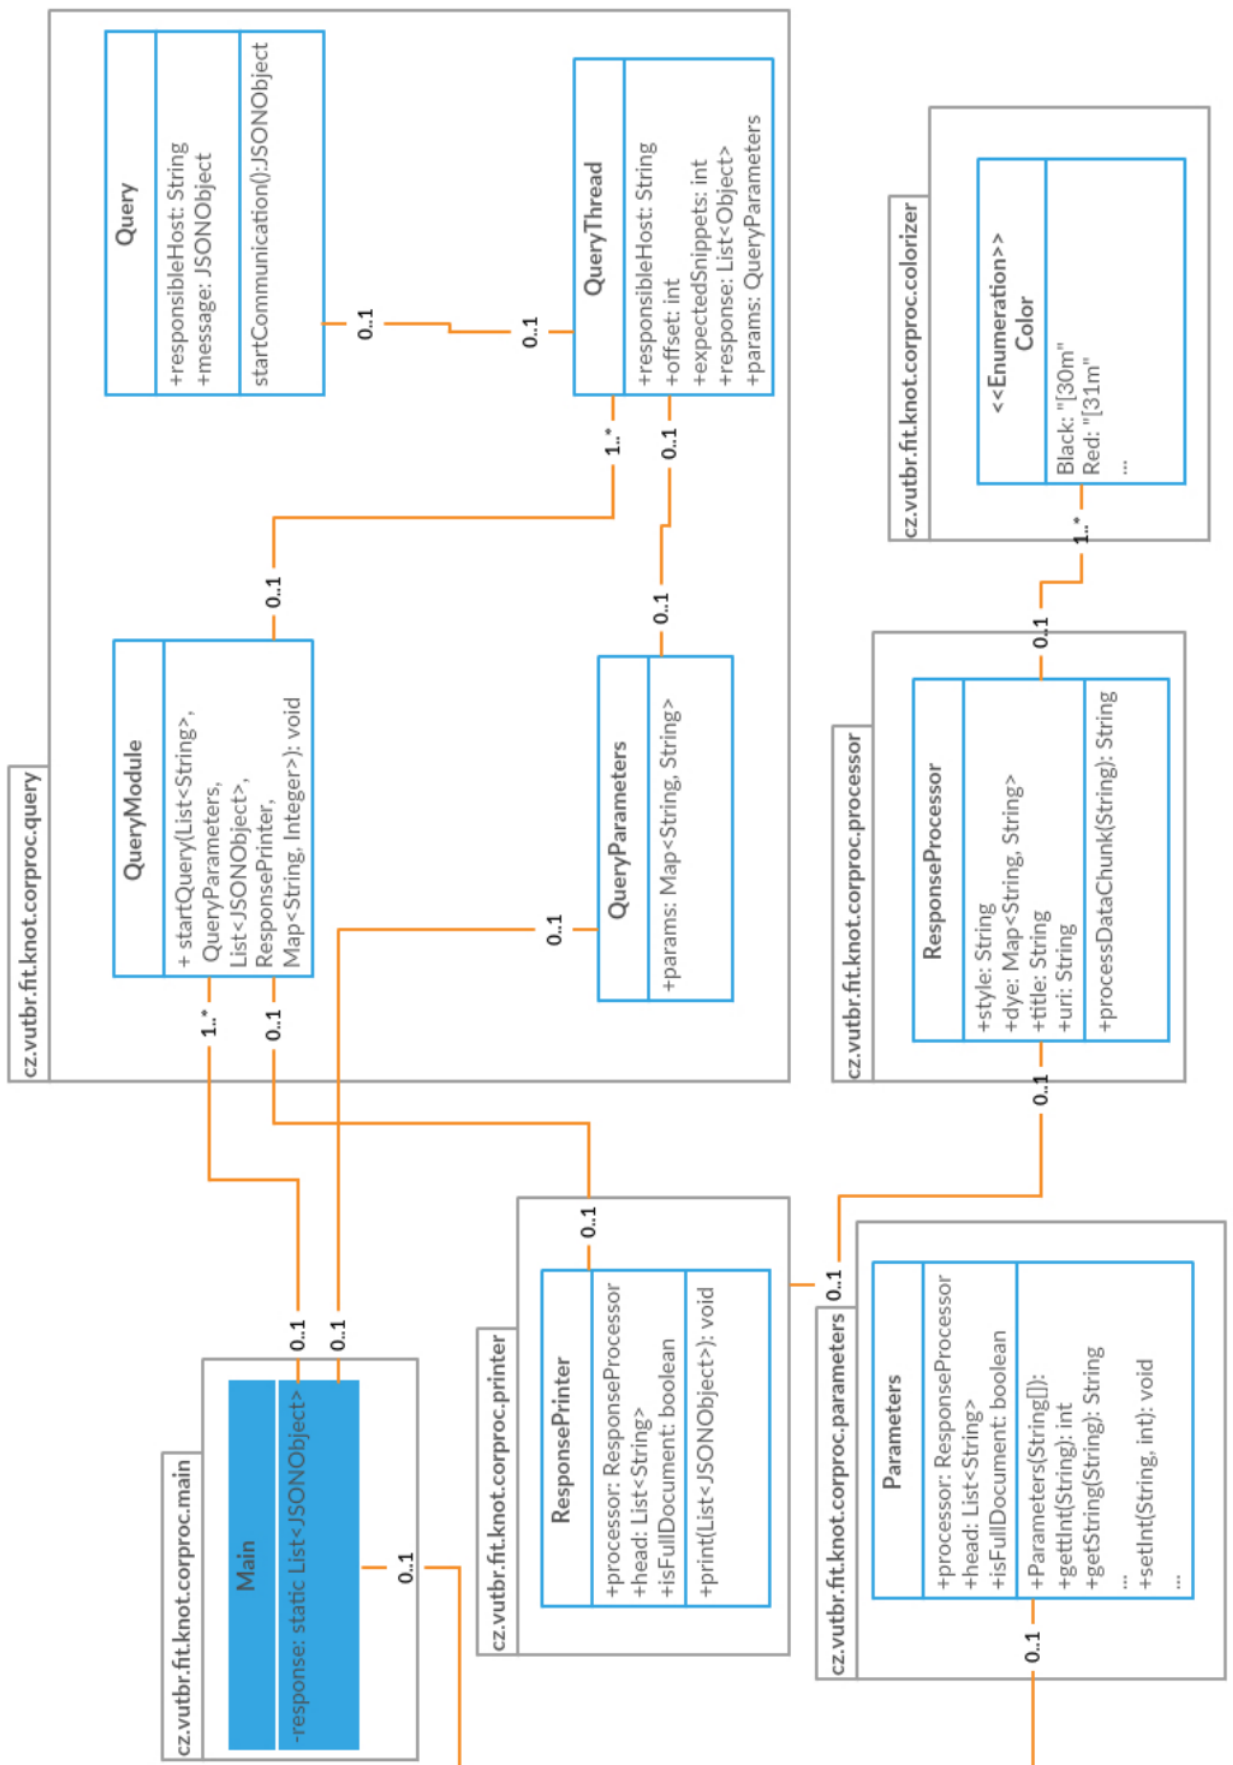 cz.vutbr.fit.knot.corproc.main
Main
-response: static List<JSONObject>
0..1
0..1
0..1
cz.vutbr.fit.knot.corproc.query
QueryModule
+ startQuery(List<String>,
QueryParameters,
List<JSONObject>,
ResponsePrinter,
Map<String, Integer>): void
1..*
0..1
0..1
Query
+responsibleHost: String
+message: JSONObject
startCommunication():JSONObject
0..1
0..1
QueryThread
+responsibleHost: String
+offset: int
+expectedSnippets: int
+response: List<Object>
+params: QueryParameters
1..*
0..1
QueryParameters
+params: Map<String, String>
0..1
0..1
cz.vutbr.fit.knot.corproc.printer
ResponsePrinter
+processor: ResponseProcessor
+head: List<String>
+isFullDocument: boolean
+print(List<JSONObject>): void
0..1
0..1
cz.vutbr.fit.knot.corproc.parameters
Parameters
+processor: ResponseProcessor
+head: List<String>
+isFullDocument: boolean
+Parameters(String[]):
+gettInt(String): int
+getString(String): String
...
+setInt(String, int): void
...
0..1
cz.vutbr.fit.knot.corproc.processor
ResponseProcessor
+style: String
+dye: Map<String, String>
+title: String
+uri: String
+processDataChunk(String): String
0..1
0..1
cz.vutbr.fit.knot.corproc.colorizer
<<Enumeration>>
Color
Black: "[30m"
Red: "[31m"
...
1..*